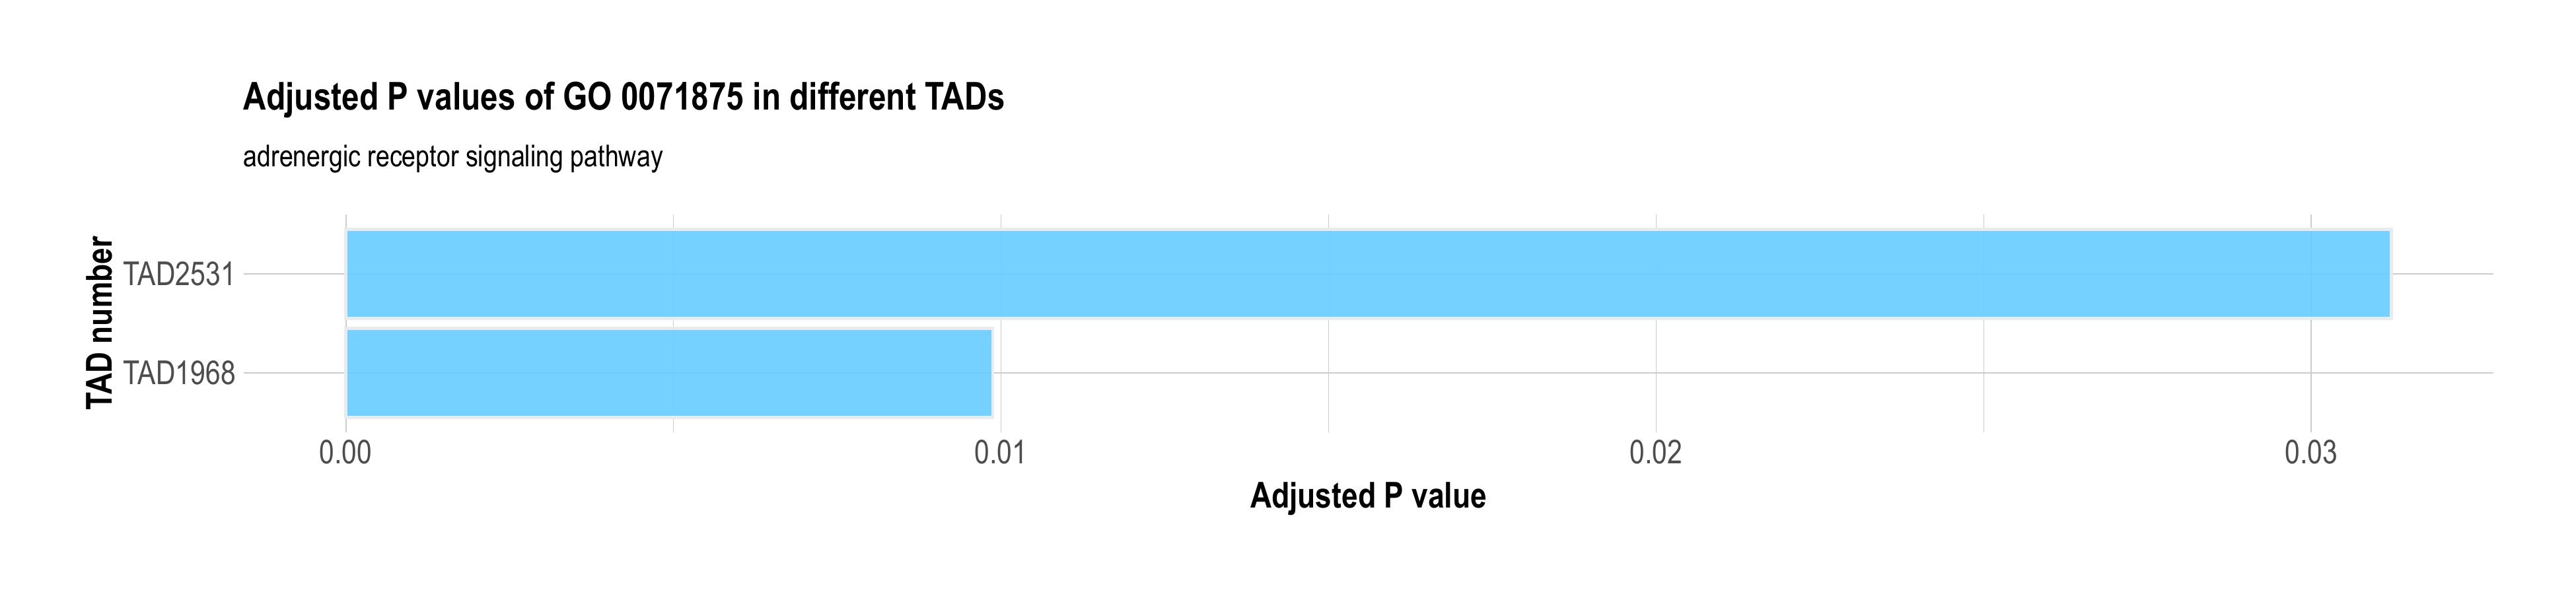 Adjusted P values of GO 0071875 in different TADs
adrenergic receptor signaling pathway
TAD number
TAD2531
TAD1968
0.00 0.01 0.02 0.03
Adjusted P value